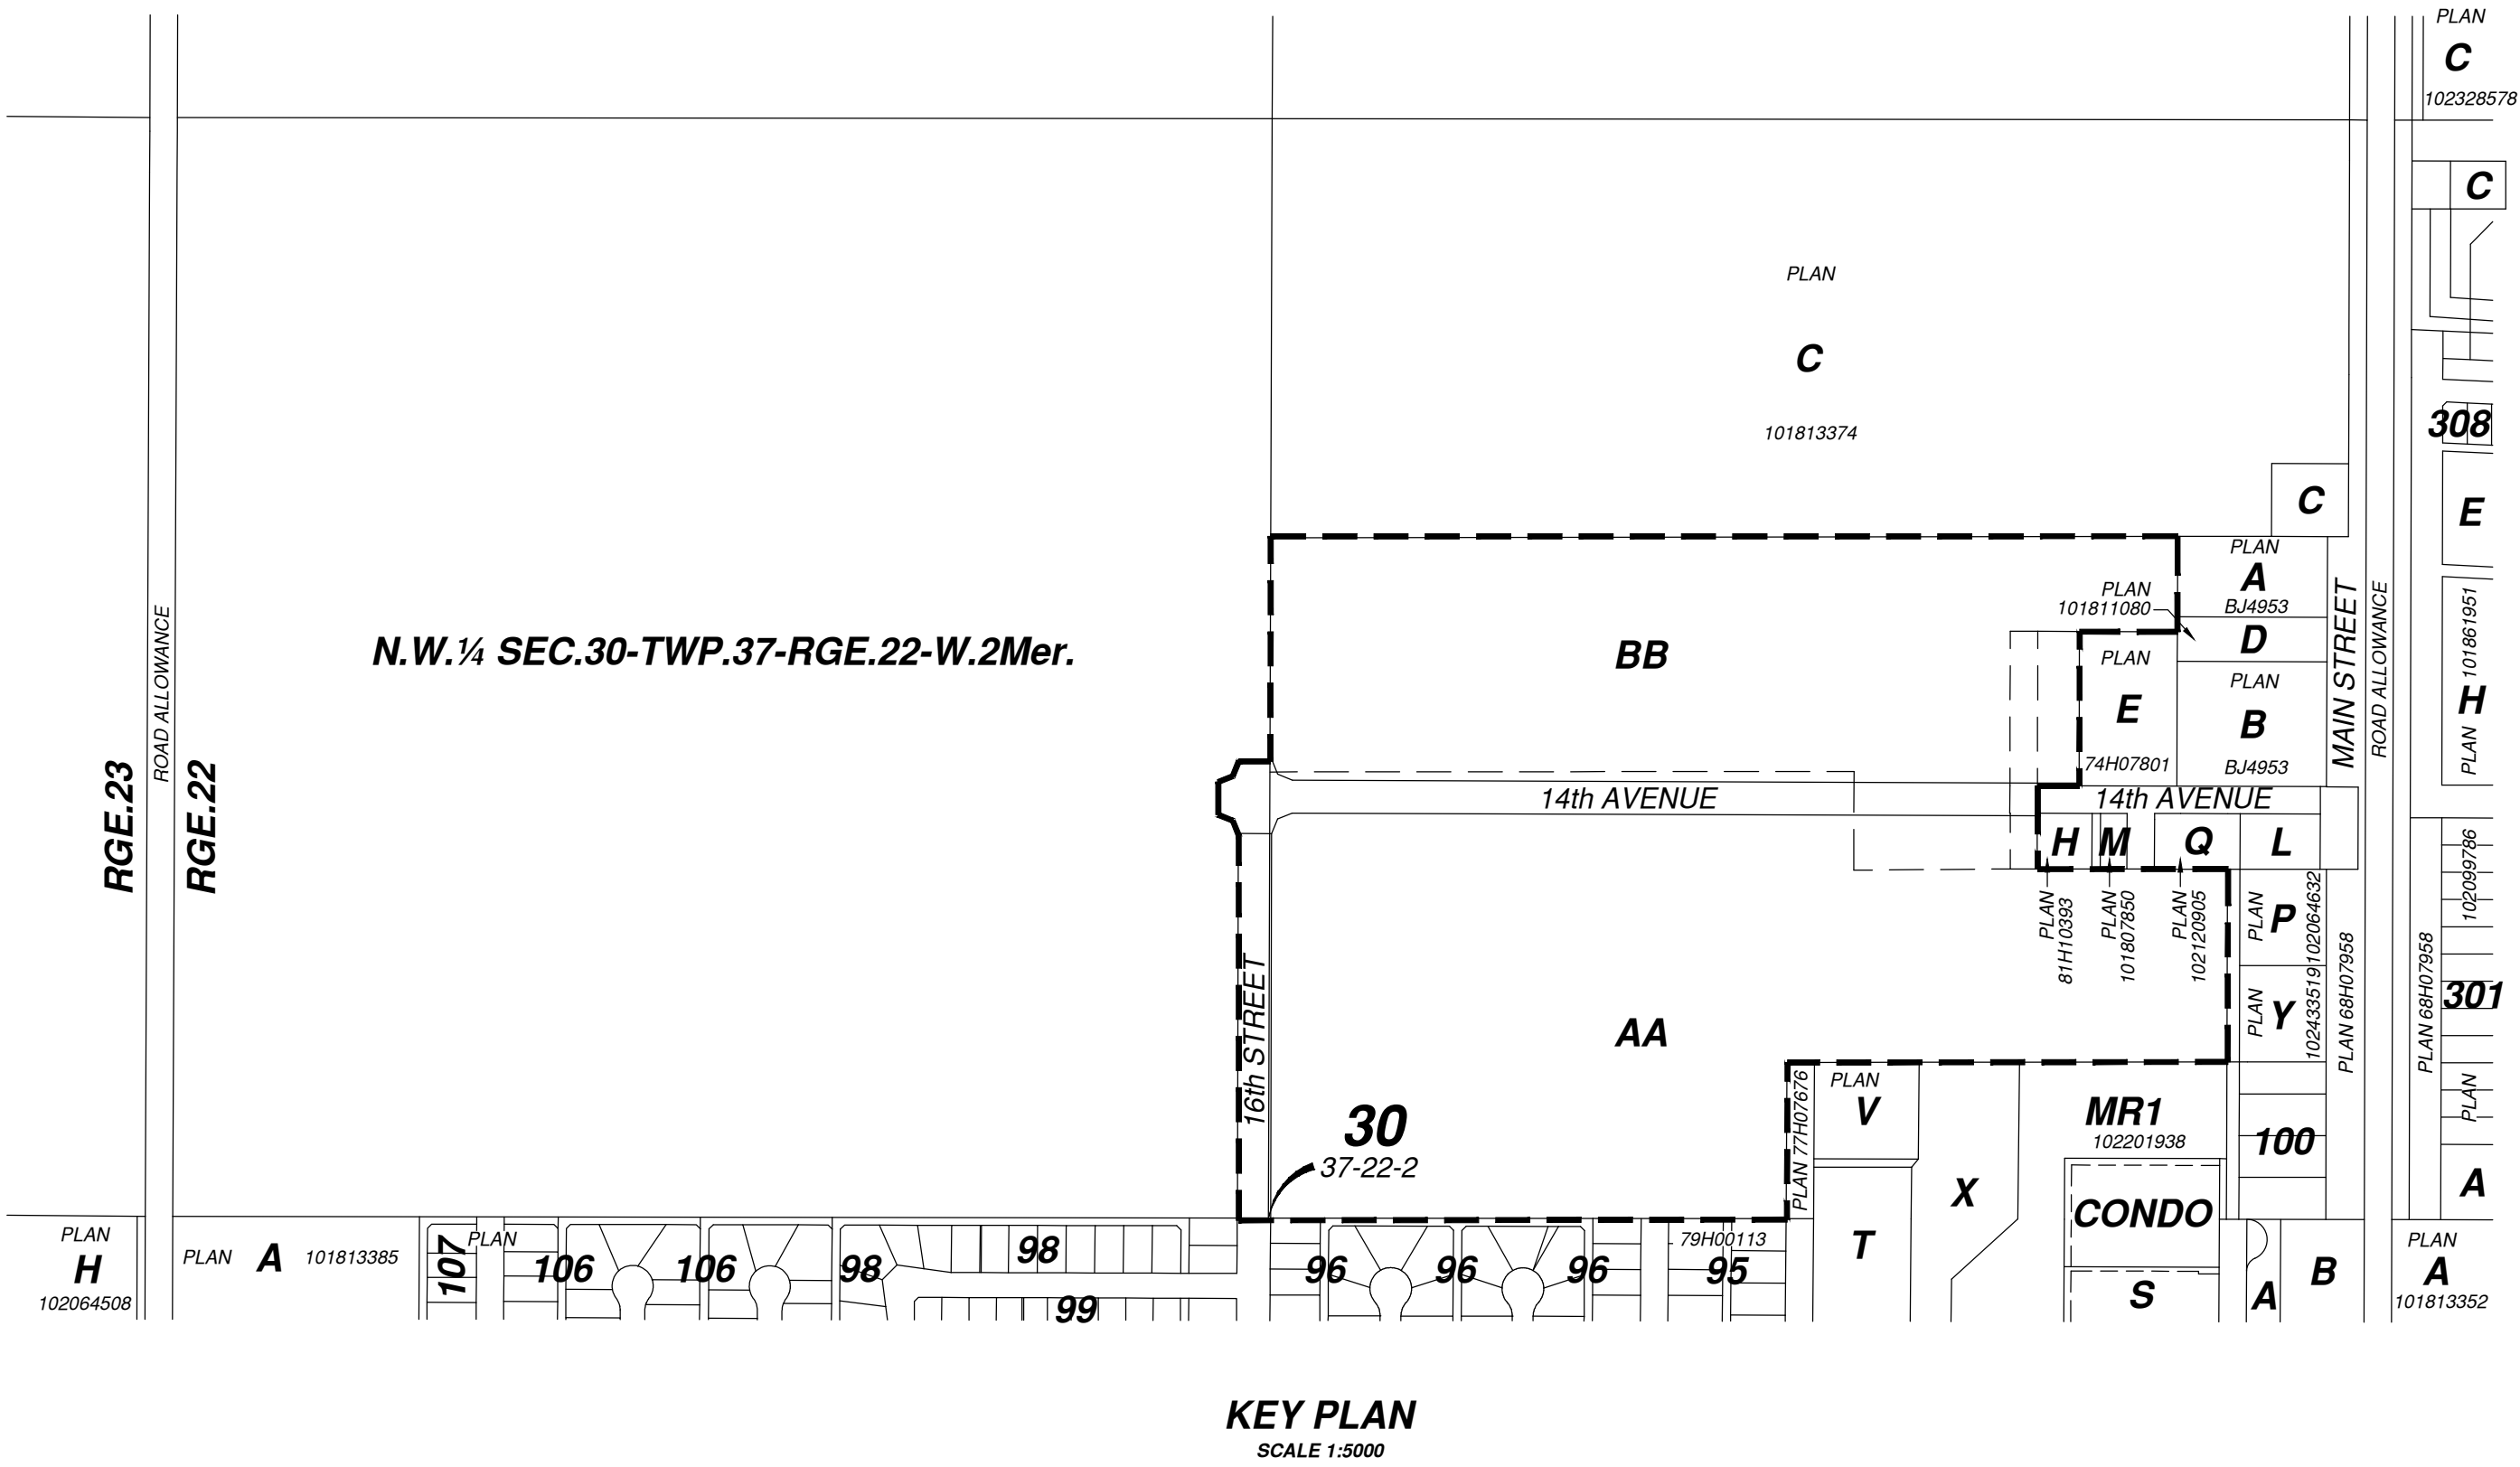 PLAN
C
102328578
C
PLAN
C
101813374
308
C
E
PLAN
A
BJ4953
PLAN
101811080
D
ROAD ALLOWANCE
N.W.¼ SEC.30-TWP.37-RGE.22-W.2Mer.
BB
PLAN
E
74H07801
PLAN
B
BJ4953
MAIN STREET
ROAD ALLOWANCE
PLAN
H
101861951
RGE.23
RGE.22
14th AVENUE
14th AVENUE
H
M
Q
L
PLAN
81H10393
PLAN
101807850
PLAN
102120905
PLAN
P
102064632
PLAN
Y
102433519
PLAN 68H07958
PLAN 68H07958
102099786
301
PLAN
A
16th STREET
AA
30
37-22-2
PLAN 77H07676
PLAN
V
X
MR1
102201938
100
CONDO
T
S
A
B
PLAN
H
102064508
PLAN A 101813385
107
PLAN
106
106
98
98
99
96
96
96
79H00113
95
PLAN
A
101813352
KEY PLAN
SCALE 1:5000